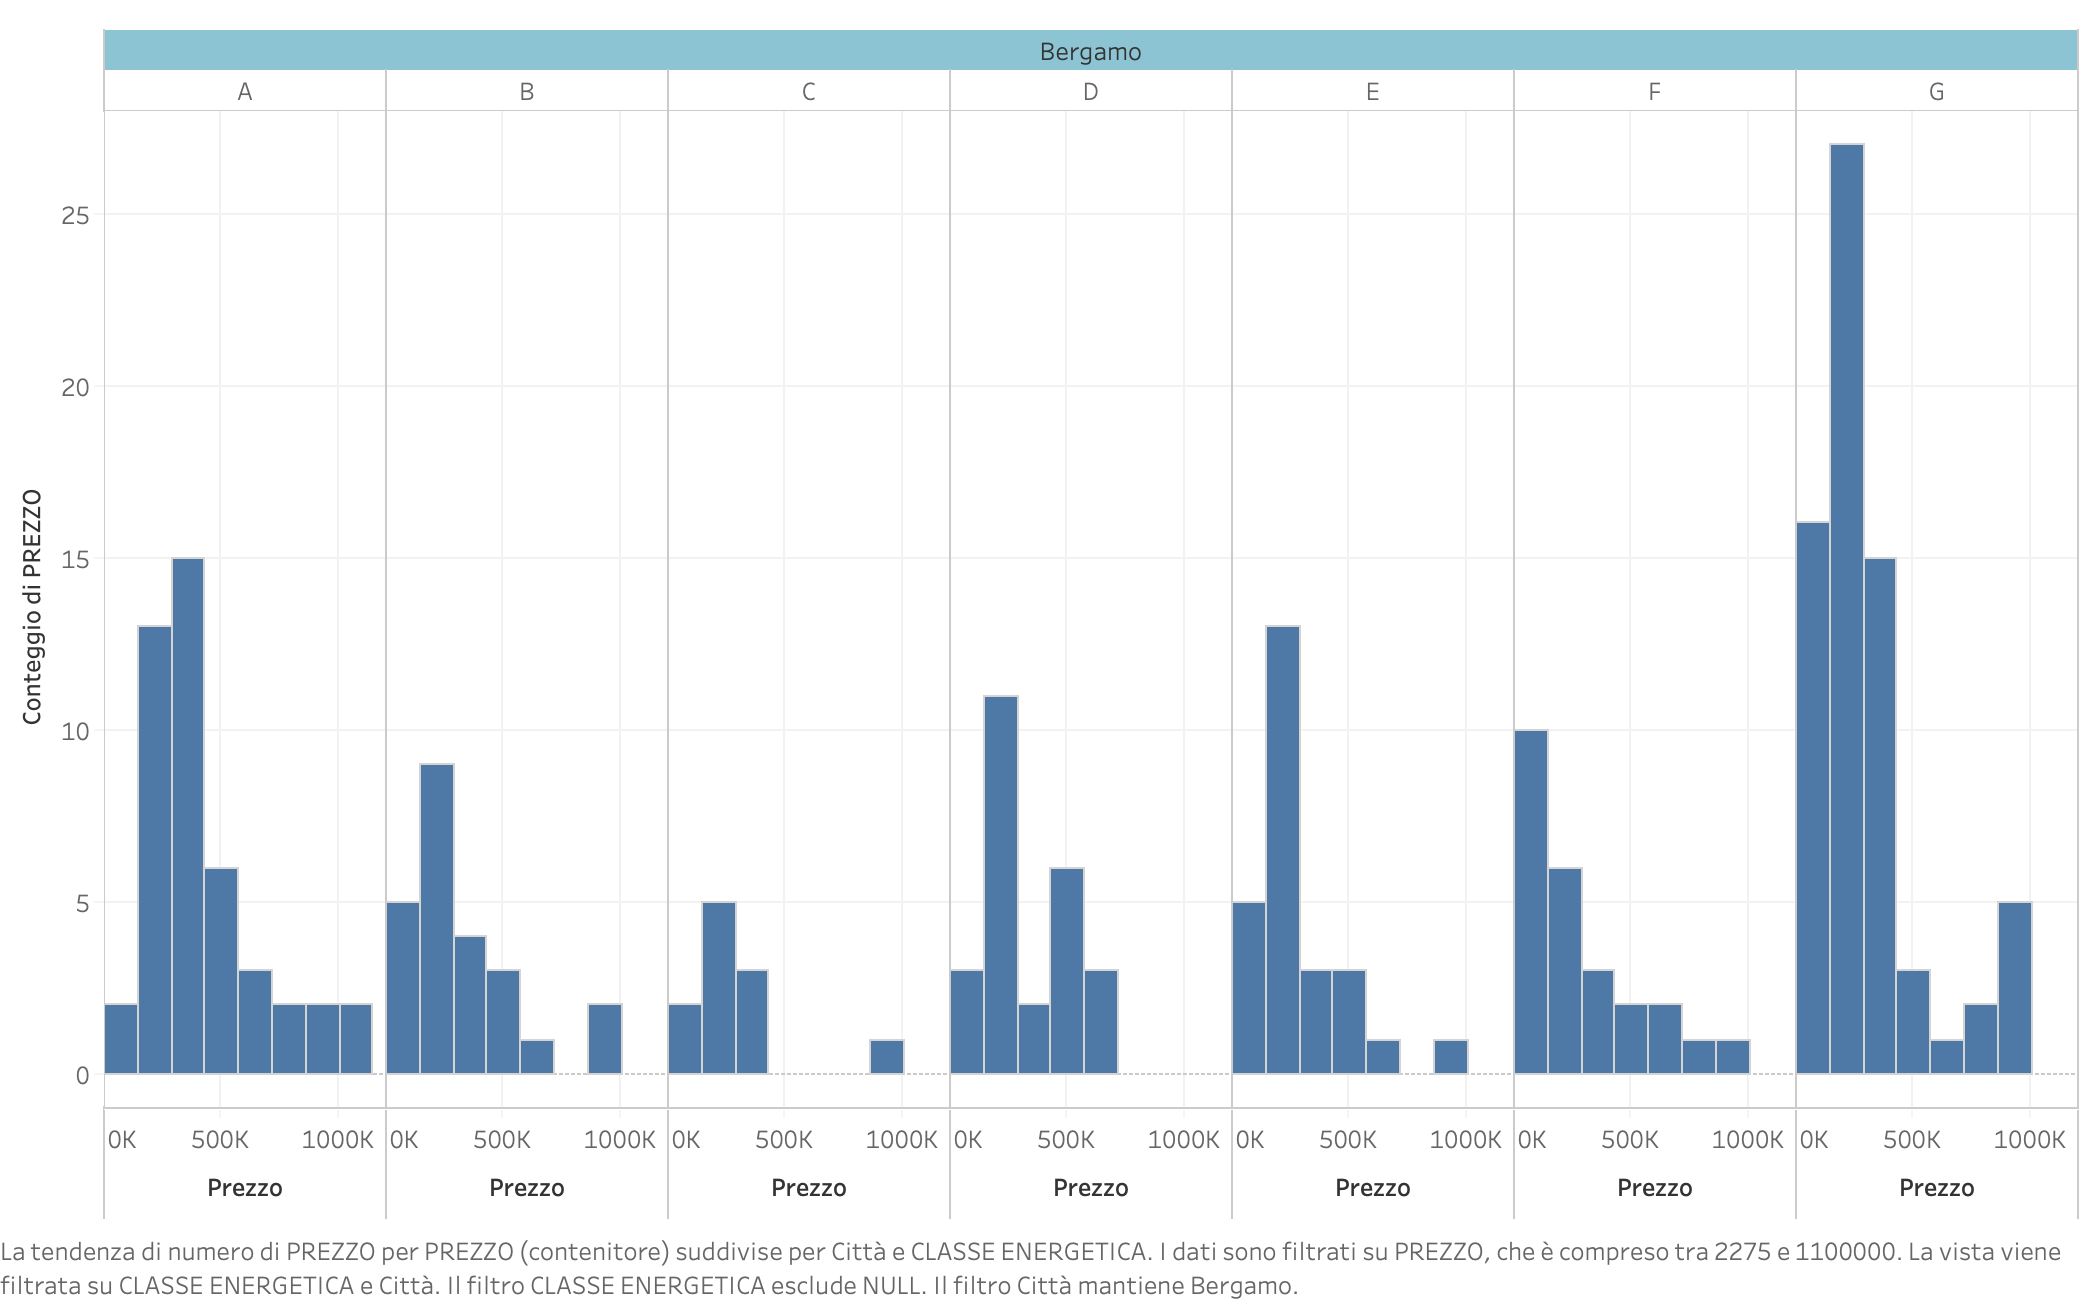 Bergamo
A B C D E F G
Conteggio di PREZZO
25
20
15
10
5
0
0K 500K 1000K 0K 500K 1000K 0K 500K 1000K 0K 500K 1000K 0K 500K 1000K 0K 500K 1000K 0K 500K 1000K
Prezzo Prezzo Prezzo Prezzo Prezzo Prezzo Prezzo
La tendenza di numero di PREZZO per PREZZO (contenitore) suddivise per Città e CLASSE ENERGETICA. I dati sono filtrati su PREZZO, che è compreso tra 2275 e 1100000. La vista viene
filtrata su CLASSE ENERGETICA e Città. Il filtro CLASSE ENERGETICA esclude NULL. Il filtro Città mantiene Bergamo.